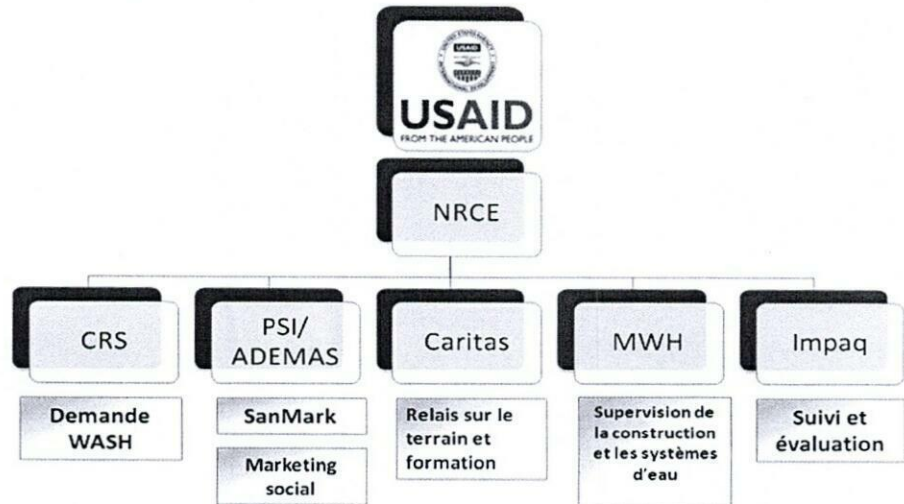 USAID
USAID
FROM THE AMERICAN PEOPLE
NRCE
CRS
PSI/
ADEMAS
Caritas
MWH
Impaq
Demande
WASH
SanMark
Marketing
social
Relais sur le
terrain et
formation
Supervision de
la construction
et les systèmes
d'eau
Suivi et
évaluation